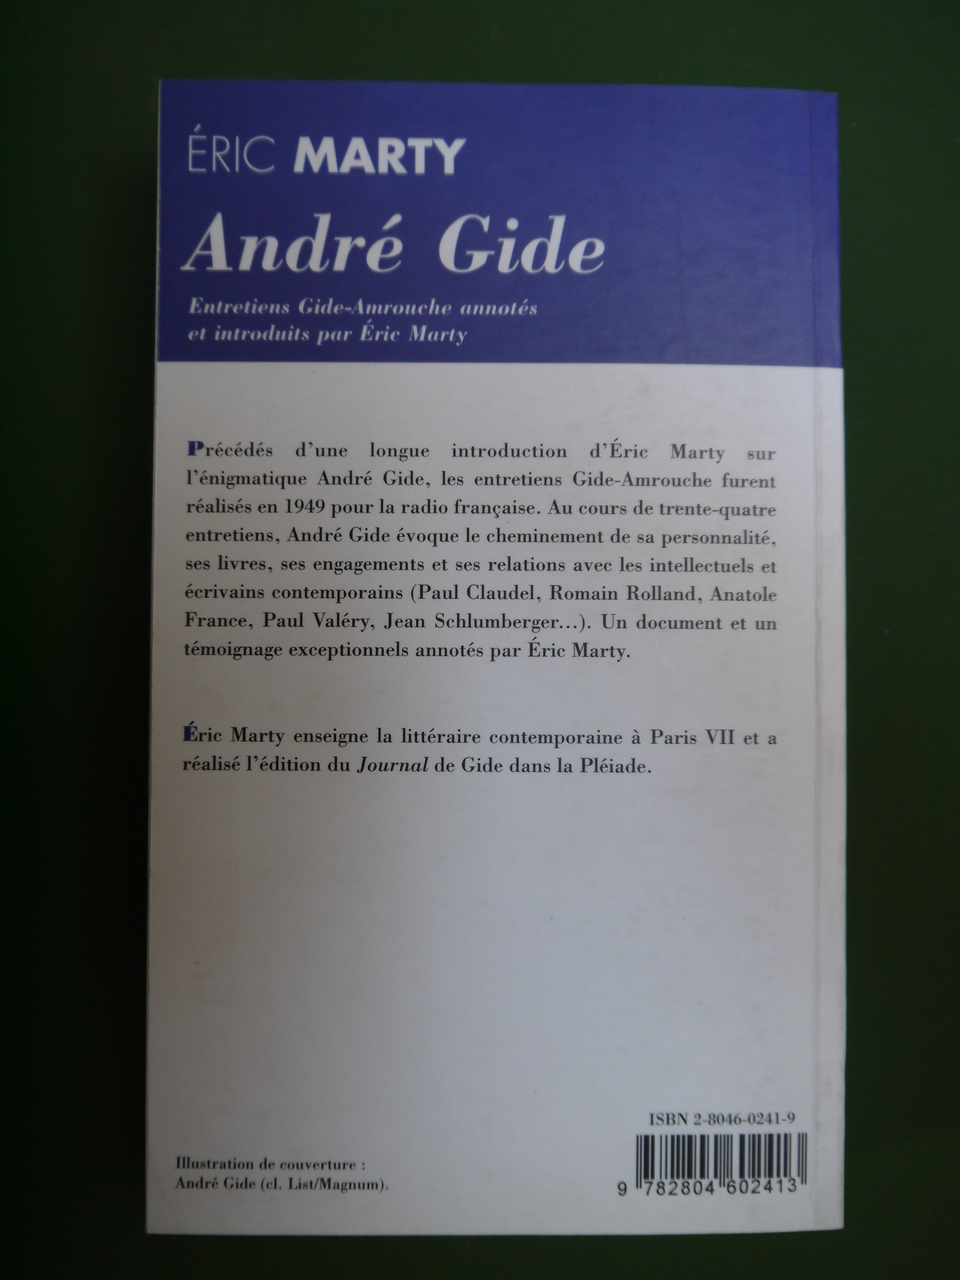 ÉRIC MARTY
André Gide
Entretiens Gide-Amrouche annotés
et introduits par Éric Marty
Précédés d'une longue introduction d'Éric Marty sur
l'énigmatique André Gide, les entretiens Gide-Amrouche furent
réalisés en 1949 pour la radio française. Au cours de trente-quatre
entretiens, André Gide évoque le cheminement de sa personnalité,
ses livres, ses engagements et ses relations avec les intellectuels et
écrivains contemporains (Paul Claudel, Romain Rolland, Anatole
France, Paul Valéry, Jean Schlumberger...). Un document et un
témoignage exceptionnels annotés par Éric Marty.
Éric Marty enseigne la littéraire contemporaine à Paris VII et a
réalisé l'édition du Journal de Gide dans la Pléiade.
ISBN 2-8046-0241-9
9 782804 602413
Illustration de couverture :
André Gide (cl. List/Magnum).